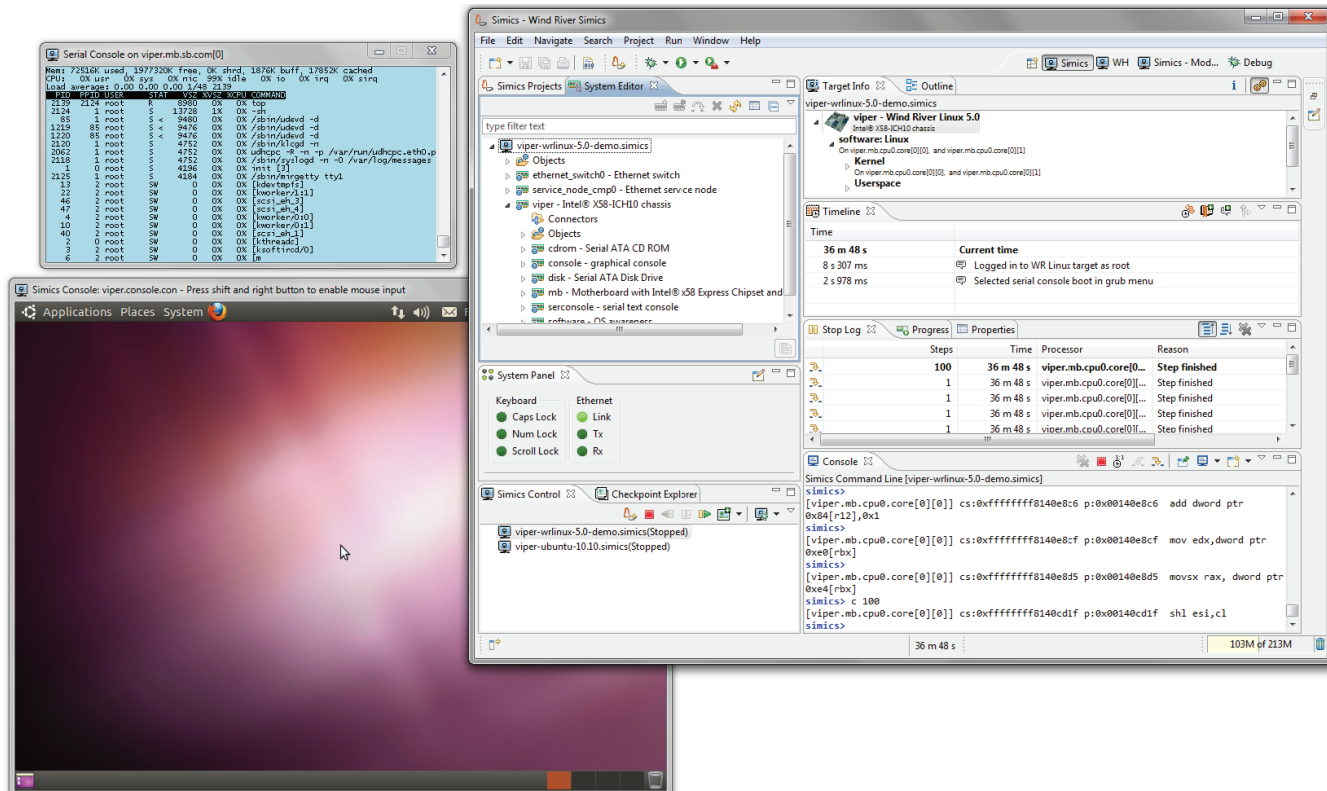 Serial Console on viper.mb.sb.com[0]
Mem: 72516K used, 1977320K free, 0K shrd, 1876K buff, 17852K cached
CPU: 0% usr 0% sys 0% nic 99% idle 0% io 0% irq 0% sirq
Load average: 0.00 0.00 0.00 1/48 2139
PID PPID USER STAT VSZ %VSZ %CPU COMMAND
2139 2124 root R 8980 0% 0% top
2124 1 root S 13728 1% 0% -sh
85 1 root S < 9480 0% 0% /sbin/udevd -d
1219 85 root S < 9476 0% 0% /sbin/udevd -d
1220 85 root S < 9476 0% 0% /sbin/udevd -d
2120 1 root S 4752 0% 0% /sbin/klogd -n
2062 1 root S 4752 0% 0% udhcpc -R -n -p /var/run/udhcpc.eth0.p
2118 1 root S 4752 0% 0% /sbin/syslogd -n -O /var/log/messages
1 0 root S 4196 0% 0% init [3]
2125 1 root S 4184 0% 0% /sbin/mingetty tty1
13 2 root SW 0 0% 0% [kdevtmpfs]
22 2 root SW 0 0% 0% [kworker/1:1]
46 2 root SW 0 0% 0% [scsi_eh_3]
47 2 root SW 0 0% 0% [scsi_eh_4]
4 2 root SW 0 0% 0% [kworker/0:0]
10 2 root SW 0 0% 0% [kworker/0:1]
40 2 root SW 0 0% 0% [scsi_eh_1]
2 0 root SW 0 0% 0% [kthreadd]
3 2 root SW 0 0% 0% [ksoftirqd/0]
6 2 root SW 0 0% 0% [m
Simics Console: viper.console.con - Press shift and right button to enable mouse input
Applications Places System
Simics - Wind River Simics
File Edit Navigate Search Project Run Window Help
Simics WH Simics - Mod... Debug
Simics Projects System Editor
type filter text
viper-wrlinux-5.0-demo.simics
Objects
ethernet_switch0 - Ethernet switch
service_node_cmp0 - Ethernet service node
viper - Intel® X58-ICH10 chassis
Connectors
Objects
cdrom - Serial ATA CD ROM
console - graphical console
disk - Serial ATA Disk Drive
mb - Motherboard with Intel® x58 Express Chipset and
serconsole - serial text console
software - OS awareness
System Panel
Keyboard Ethernet
Caps Lock Link
Num Lock Tx
Scroll Lock Rx
Simics Control Checkpoint Explorer
viper-wrlinux-5.0-demo.simics(Stopped)
viper-ubuntu-10.10.simics(Stopped)
Target Info Outline
viper-wrlinux-5.0-demo.simics
viper - Wind River Linux 5.0
Intel® X58-ICH10 chassis
software: Linux
On viper.mb.cpu0.core[0][0], and viper.mb.cpu0.core[0][1]
Kernel
On viper.mb.cpu0.core[0][0], and viper.mb.cpu0.core[0][1]
Userspace
Timeline
Time
36 m 48 s Current time
8 s 307 ms Logged in to WR Linux target as root
2 s 978 ms Selected serial console boot in grub menu
Stop Log Progress Properties
Steps Time Processor Reason
100 36 m 48 s viper.mb.cpu0.core[0... Step finished
1 36 m 48 s viper.mb.cpu0.core[0][... Step finished
1 36 m 48 s viper.mb.cpu0.core[0][... Step finished
1 36 m 48 s viper.mb.cpu0.core[0][... Step finished
1 36 m 48 s viper.mb.cpu0.core[0][... Step finished
Console
Simics Command Line [viper-wrlinux-5.0-demo.simics]
simics>
[viper.mb.cpu0.core[0][0]] cs:0xffffffff8140e8c6 p:0x00140e8c6 add dword ptr
0x84[r12],0x1
simics>
[viper.mb.cpu0.core[0][0]] cs:0xffffffff8140e8cf p:0x00140e8cf mov edx,dword ptr
0xe0[rbx]
simics>
[viper.mb.cpu0.core[0][0]] cs:0xffffffff8140e8d5 p:0x00140e8d5 movsx rax, dword ptr
0xe4[rbx]
simics> c 100
[viper.mb.cpu0.core[0][0]] cs:0xffffffff8140cd1f p:0x00140cd1f shl esi,cl
simics>
36 m 48 s
103M of 213M